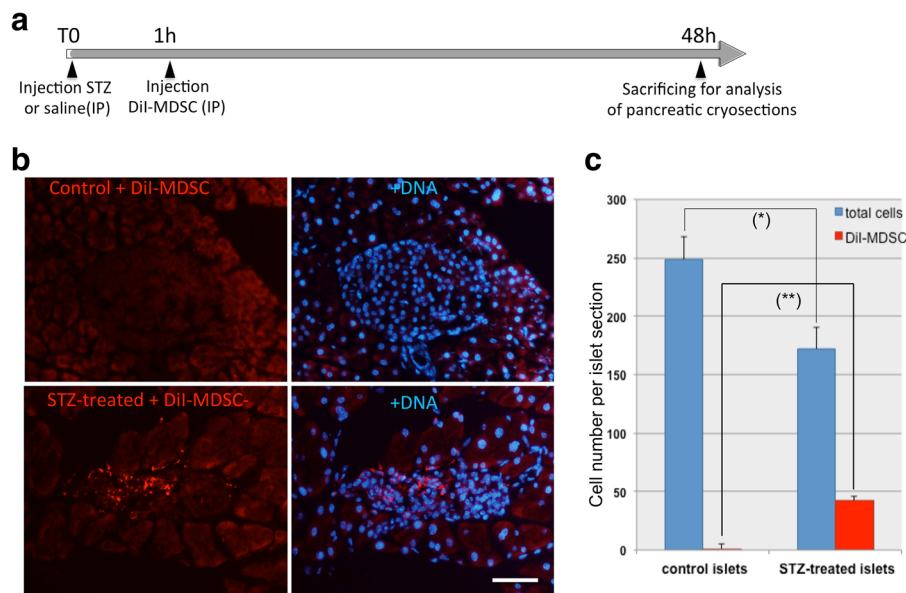 a
T0 1h 48h
Injection STZ
or saline(IP)
Injection
DiI-MDSC (IP)
Sacrificing for analysis
of pancreatic cryosections
b
Control + DiI-MDSC
+DNA
STZ-treated + DiI-MDSC-
+DNA
c
Cell number per islet section
300
250
200
150
100
50
0
total cells
DiI-MDSC
(*)
(**)
control islets
STZ-treated islets